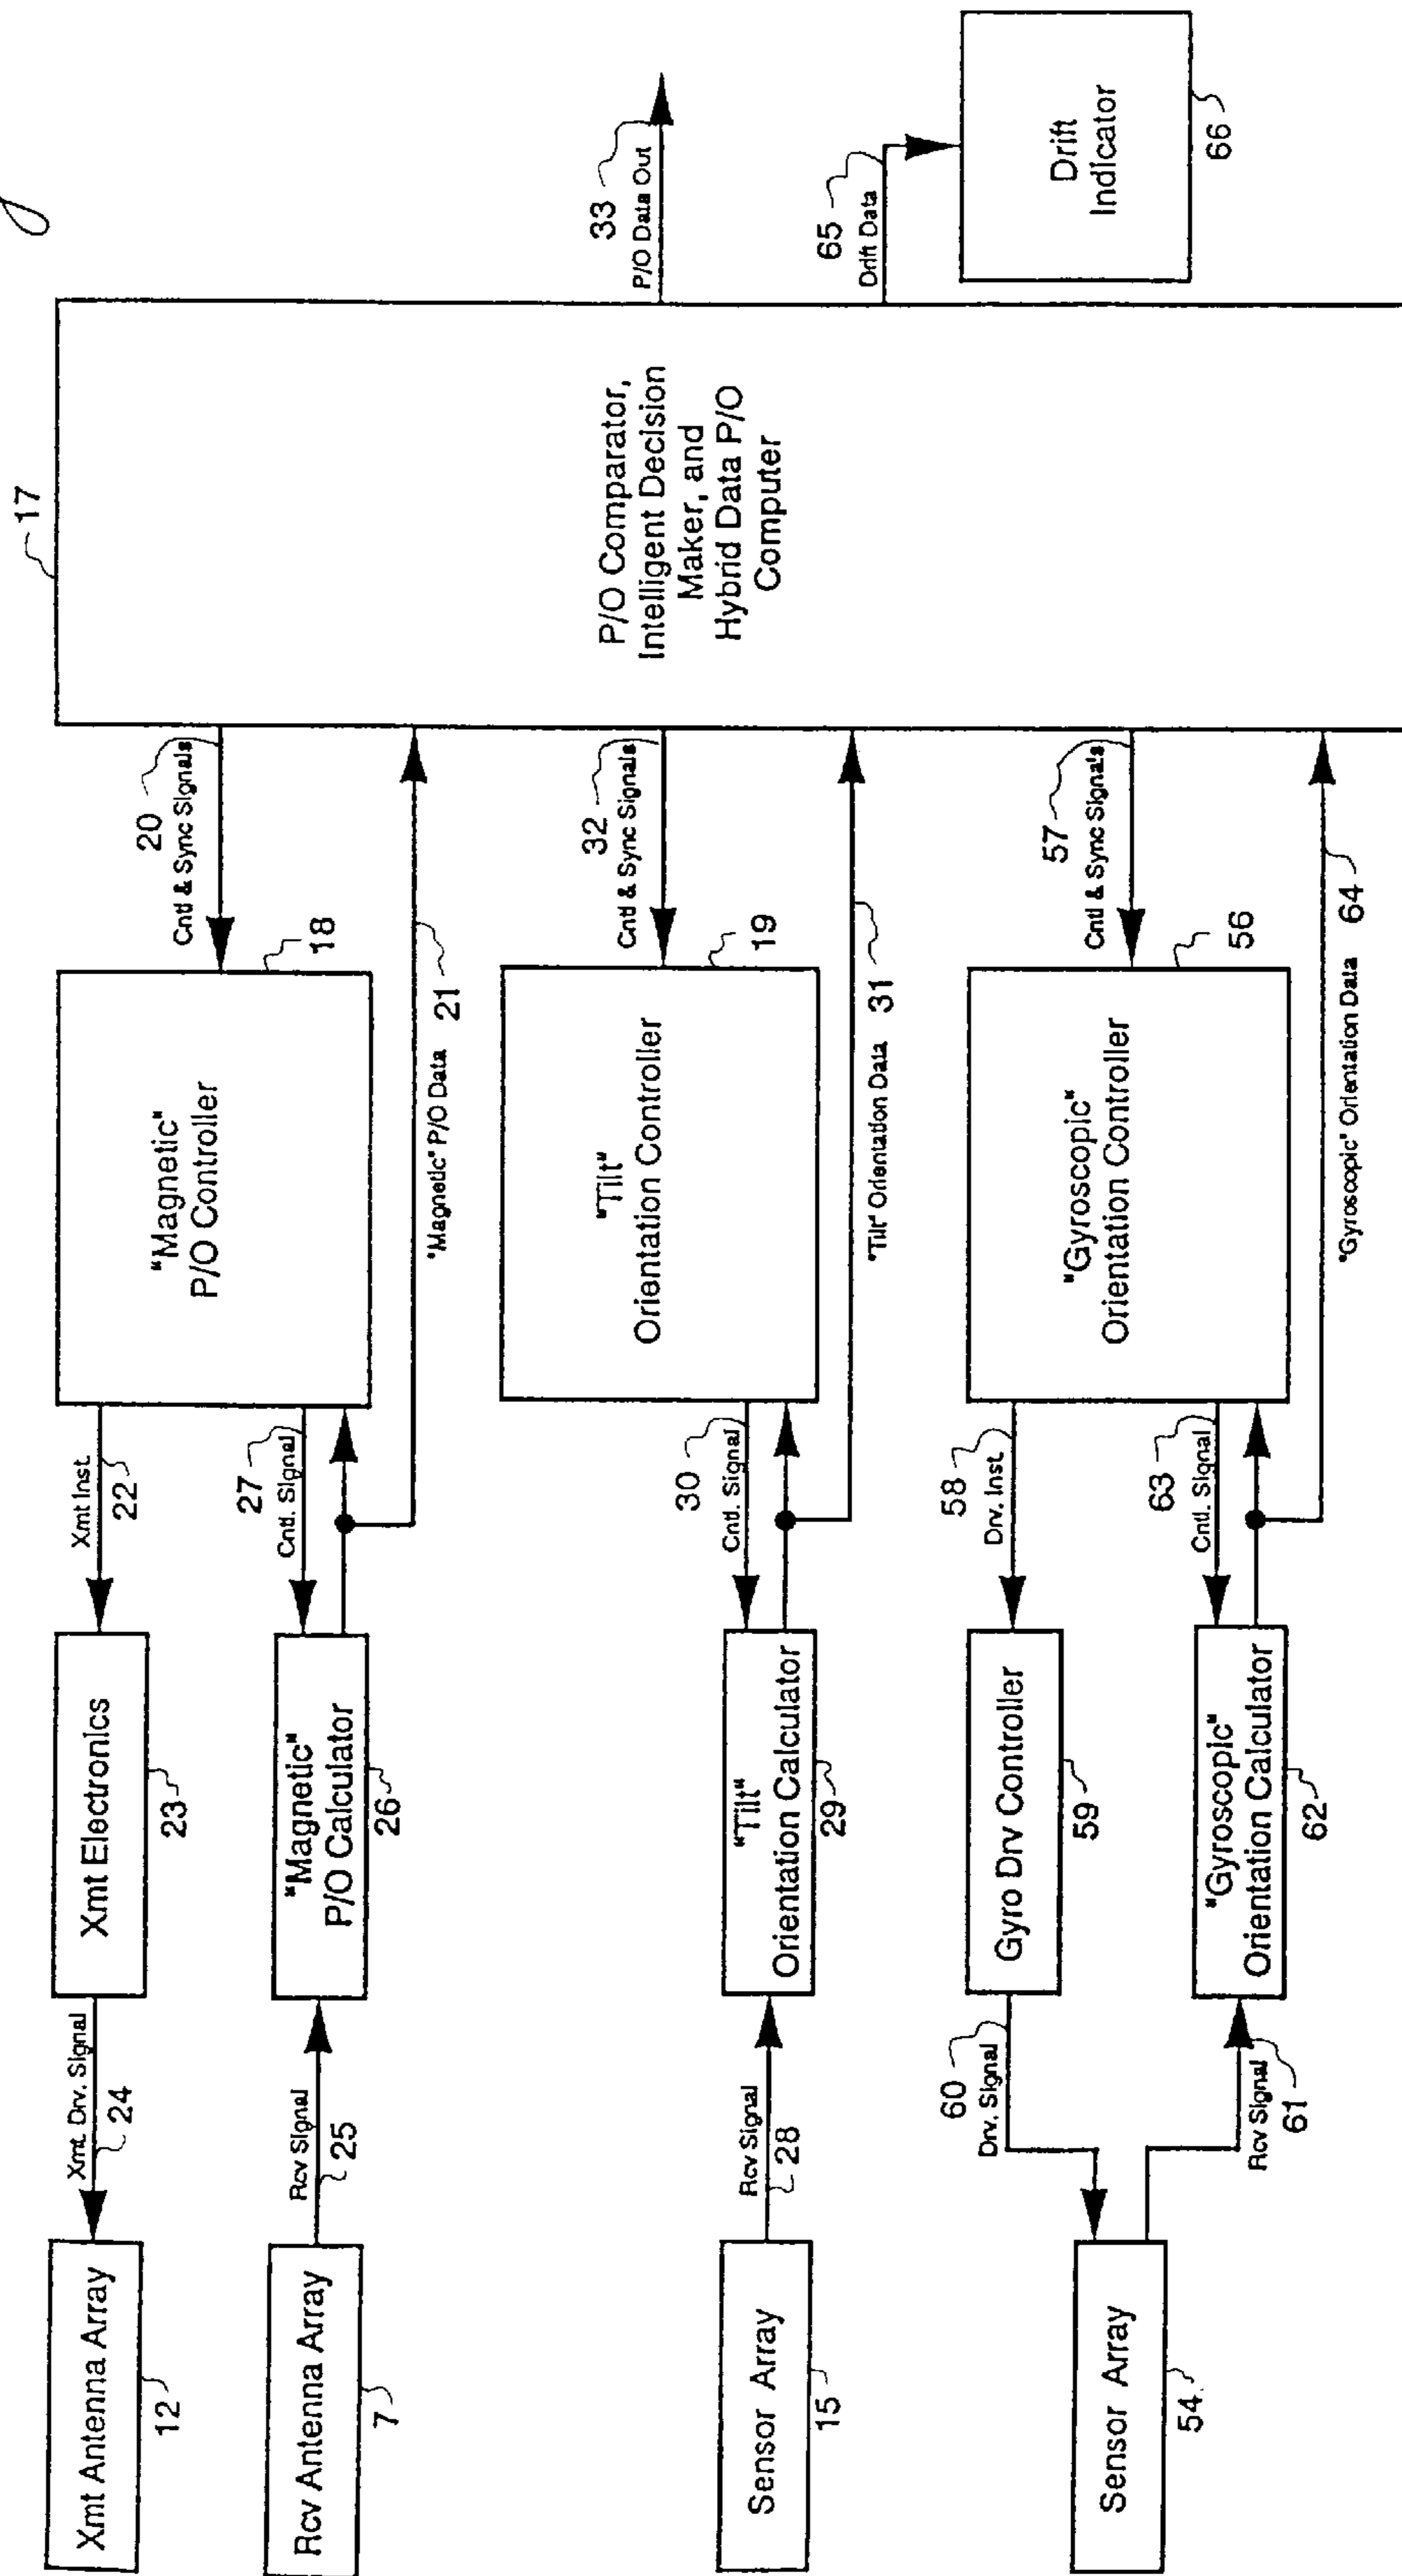 Xmt Antenna Array
12
Xmt. Drv. Signal
24
Xmt Electronics
23
Xmt Inst
22
"Magnetic"
P/O Controller
18
20
Cntl & Sync Signals
17
Rcv Antenna Array
7
Rcv Signal
25
"Magnetic"
P/O Calculator
26
27
Cntl. Signal
"Magnetic" P/O Data 21
Sensor Array
15
Rcv Signal
28
"Tilt"
Orientation Calculator
29
30
Cntl. Signal
"Tilt"
Orientation Controller
19
32
Cntl & Sync Signals
"Tilt" Orientation Data 31
P/O Comparator,
Intelligent Decision
Maker, and
Hybrid Data P/O
Computer
33
P/O Data Out
65
Drift Data
Drift
Indicator
66
Sensor Array
54
60
Drv. Signal
Gyro Drv Controller
59
58
Drv. Inst.
"Gyroscopic"
Orientation Controller
56
57
Cntl & Sync Signals
Rcv Signal
61
"Gyroscopic"
Orientation Calculator
62
63
Cntl. Signal
"Gyroscopic" Orientation Data 64